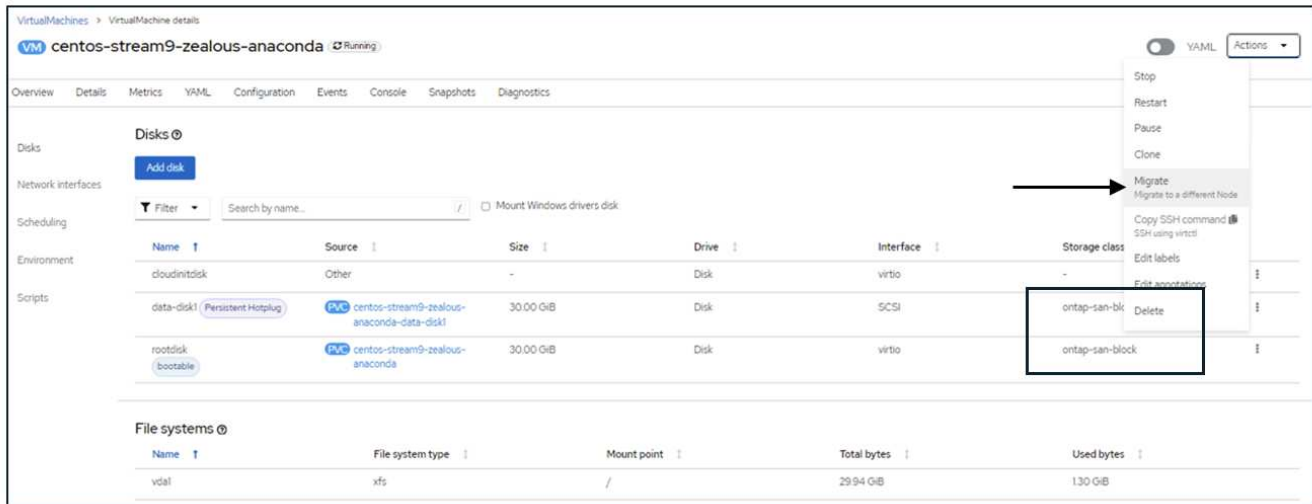 VirtualMachines > VirtualMachine details
VM centos-stream9-zealous-anaconda Running
YAML Actions
Overview Details Metrics YAML Configuration Events Console Snapshots Diagnostics
Stop
Restart
Pause
Clone
Migrate
Migrate to a different Node
Copy SSH command
SSH using virtctl
Edit labels
Edit annotations
Delete
Disks
Network interfaces
Scheduling
Environment
Scripts
Disks
Add disk
Filter Search by name... / Mount Windows drivers disk
Name Source Size Drive Interface Storage class
cloudinitdisk Other - Disk virtio -
data-disk1 Persistent Hotplug PVC centos-stream9-zealous- 30.00 GiB Disk SCSI ontap-san-bloc
anaconda-data-disk1
rootdisk PVC centos-stream9-zealous- 30.00 GiB Disk virtio ontap-san-block
bootable anaconda
File systems
Name File system type Mount point Total bytes Used bytes
vda1 xfs / 29.94 GiB 1.30 GiB